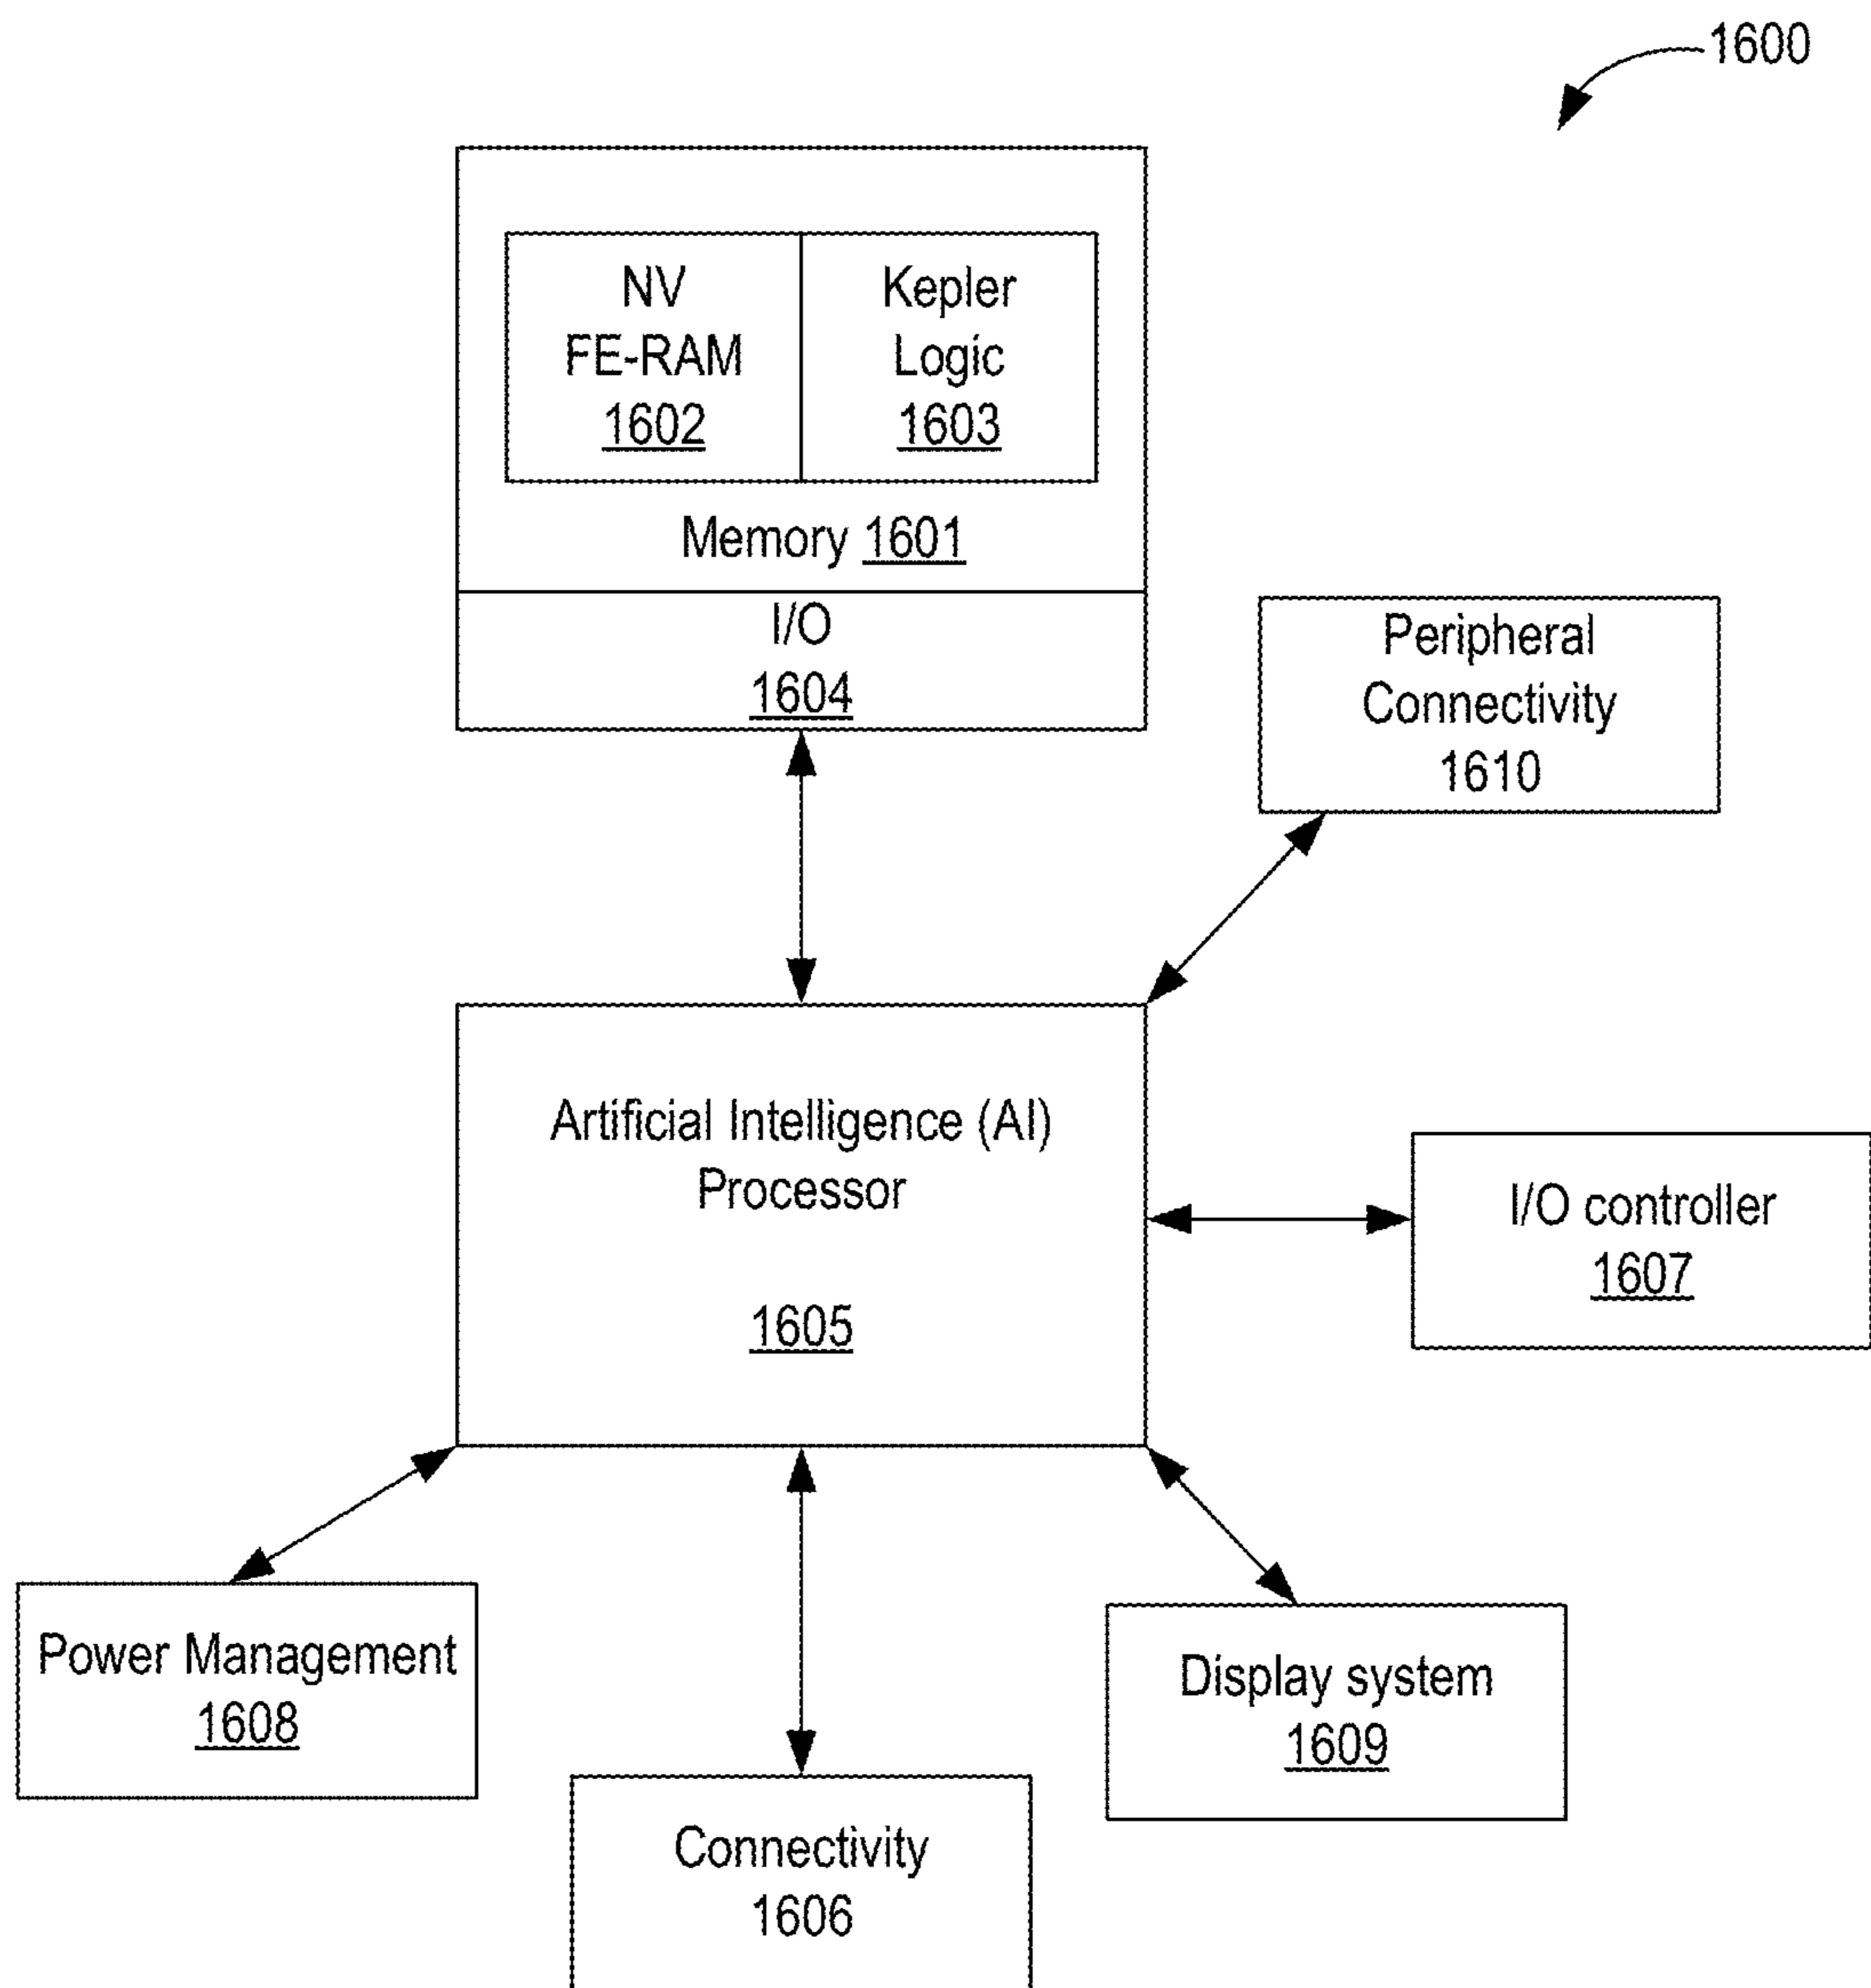 1600
NV
FE-RAM
1602
Kepler
Logic
1603
Memory 1601
I/O
1604
Peripheral
Connectivity
1610
Artificial Intelligence (AI)
Processor
1605
I/O controller
1607
Power Management
1608
Display system
1609
Connectivity
1606